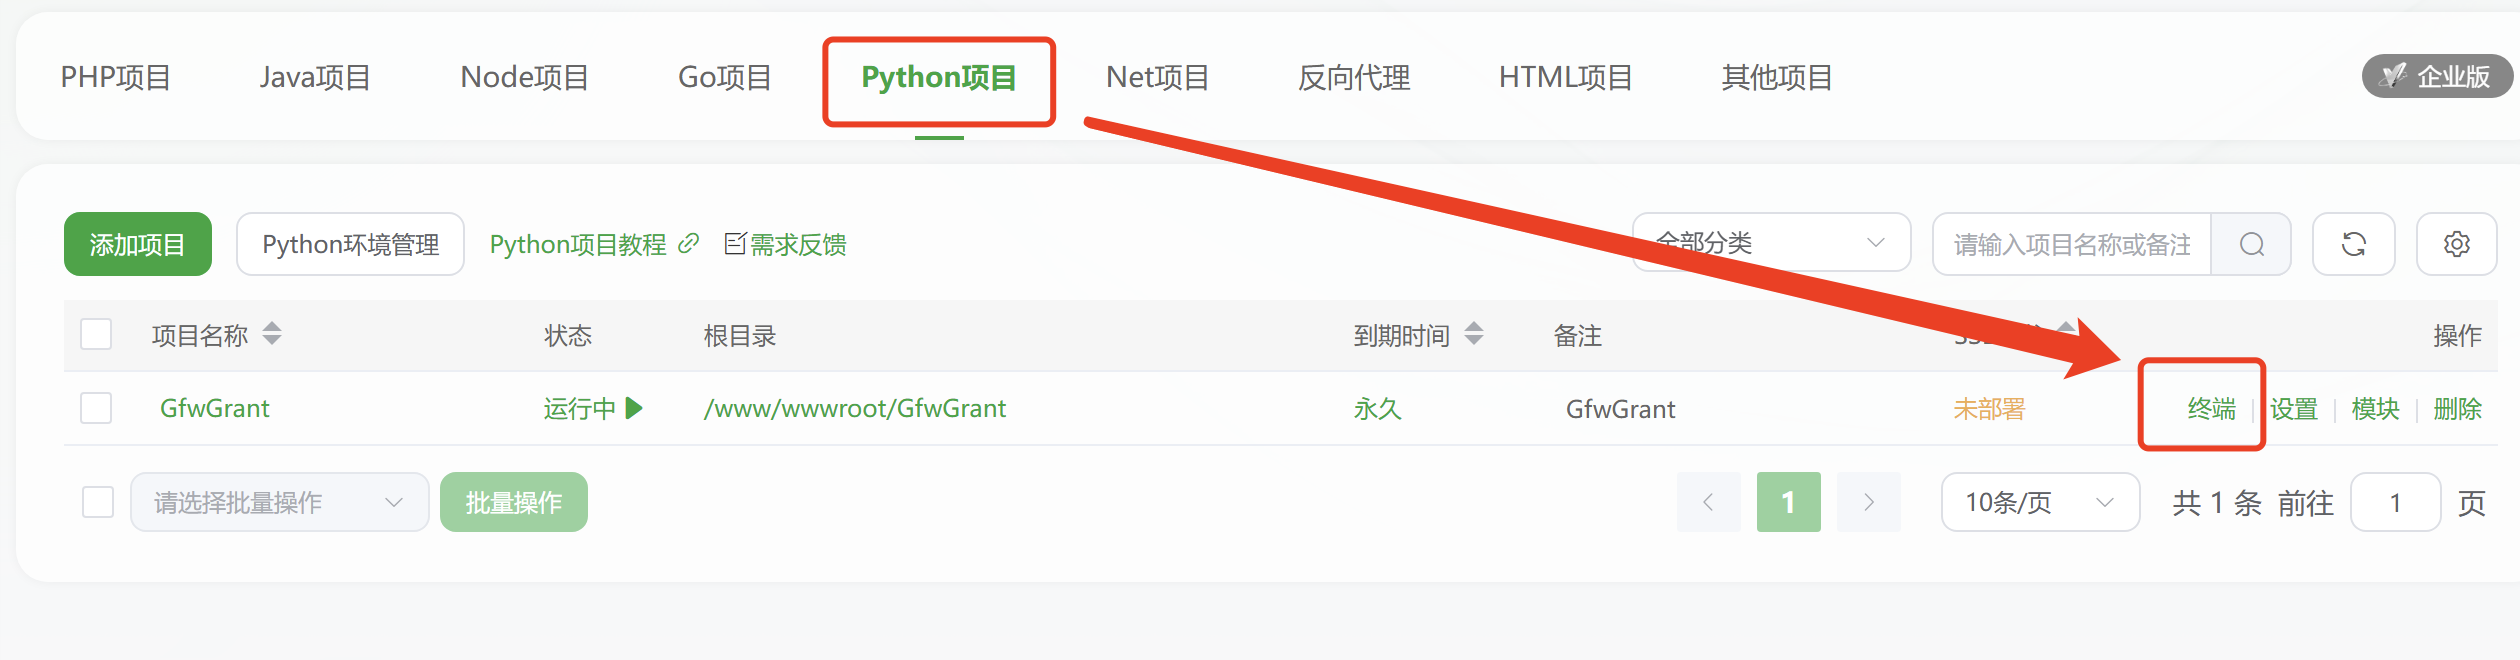 PHP项目 Java项目 Node项目 Go项目 Python项目 Net项目 反向代理 HTML项目 其他项目 企业版
添加项目 Python环境管理 Python项目教程 需求反馈 全部分类 请输入项目名称或备注
项目名称 状态 根目录 到期时间 备注 操作
GfwGrant 运行中 /www/wwwroot/GfwGrant 永久 GfwGrant 未部署 终端 设置 模块 删除
请选择批量操作 批量操作 1 10条/页 共 1 条 前往 1 页